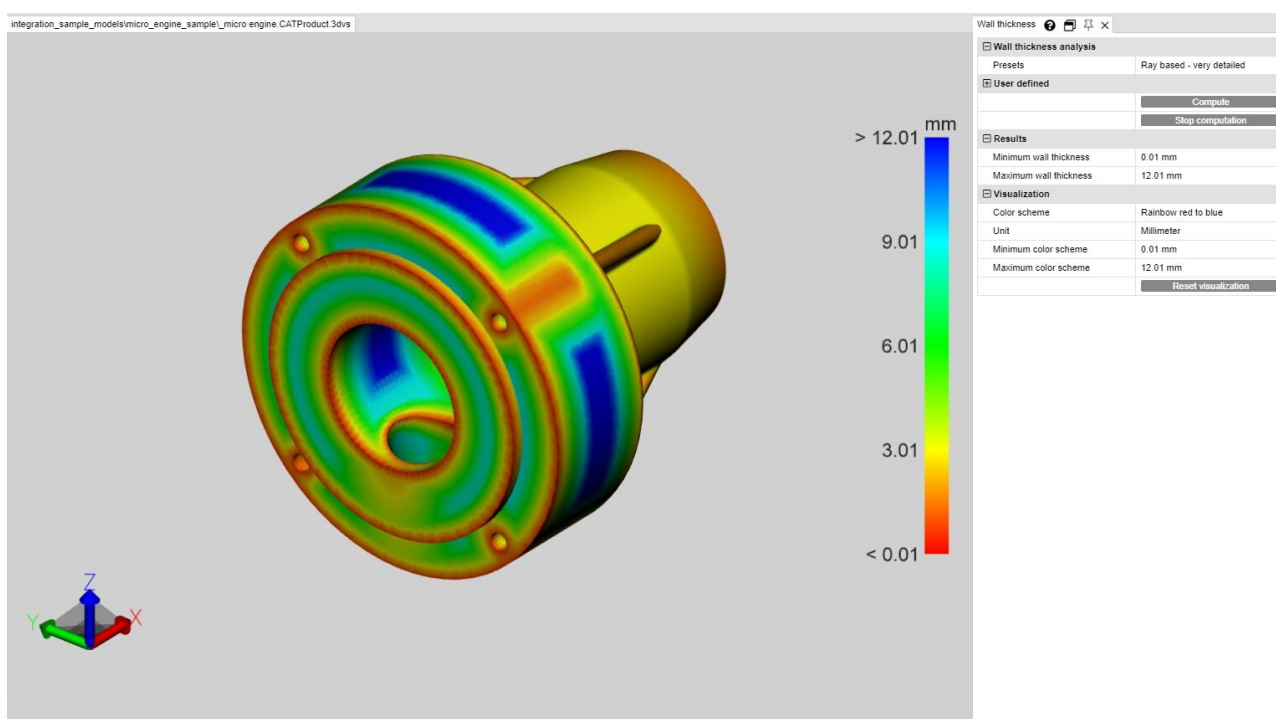 integration_sample_models\micro_engine_sample\_micro engine.CATProduct.3dvs
mm
> 12.01
9.01
6.01
3.01
< 0.01
Z
Y
X
Wall thickness
Wall thickness analysis
Presets Ray based - very detailed
User defined
Compute
Stop computation
Results
Minimum wall thickness 0.01 mm
Maximum wall thickness 12.01 mm
Visualization
Color scheme Rainbow red to blue
Unit Millimeter
Minimum color scheme 0.01 mm
Maximum color scheme 12.01 mm
Reset visualization